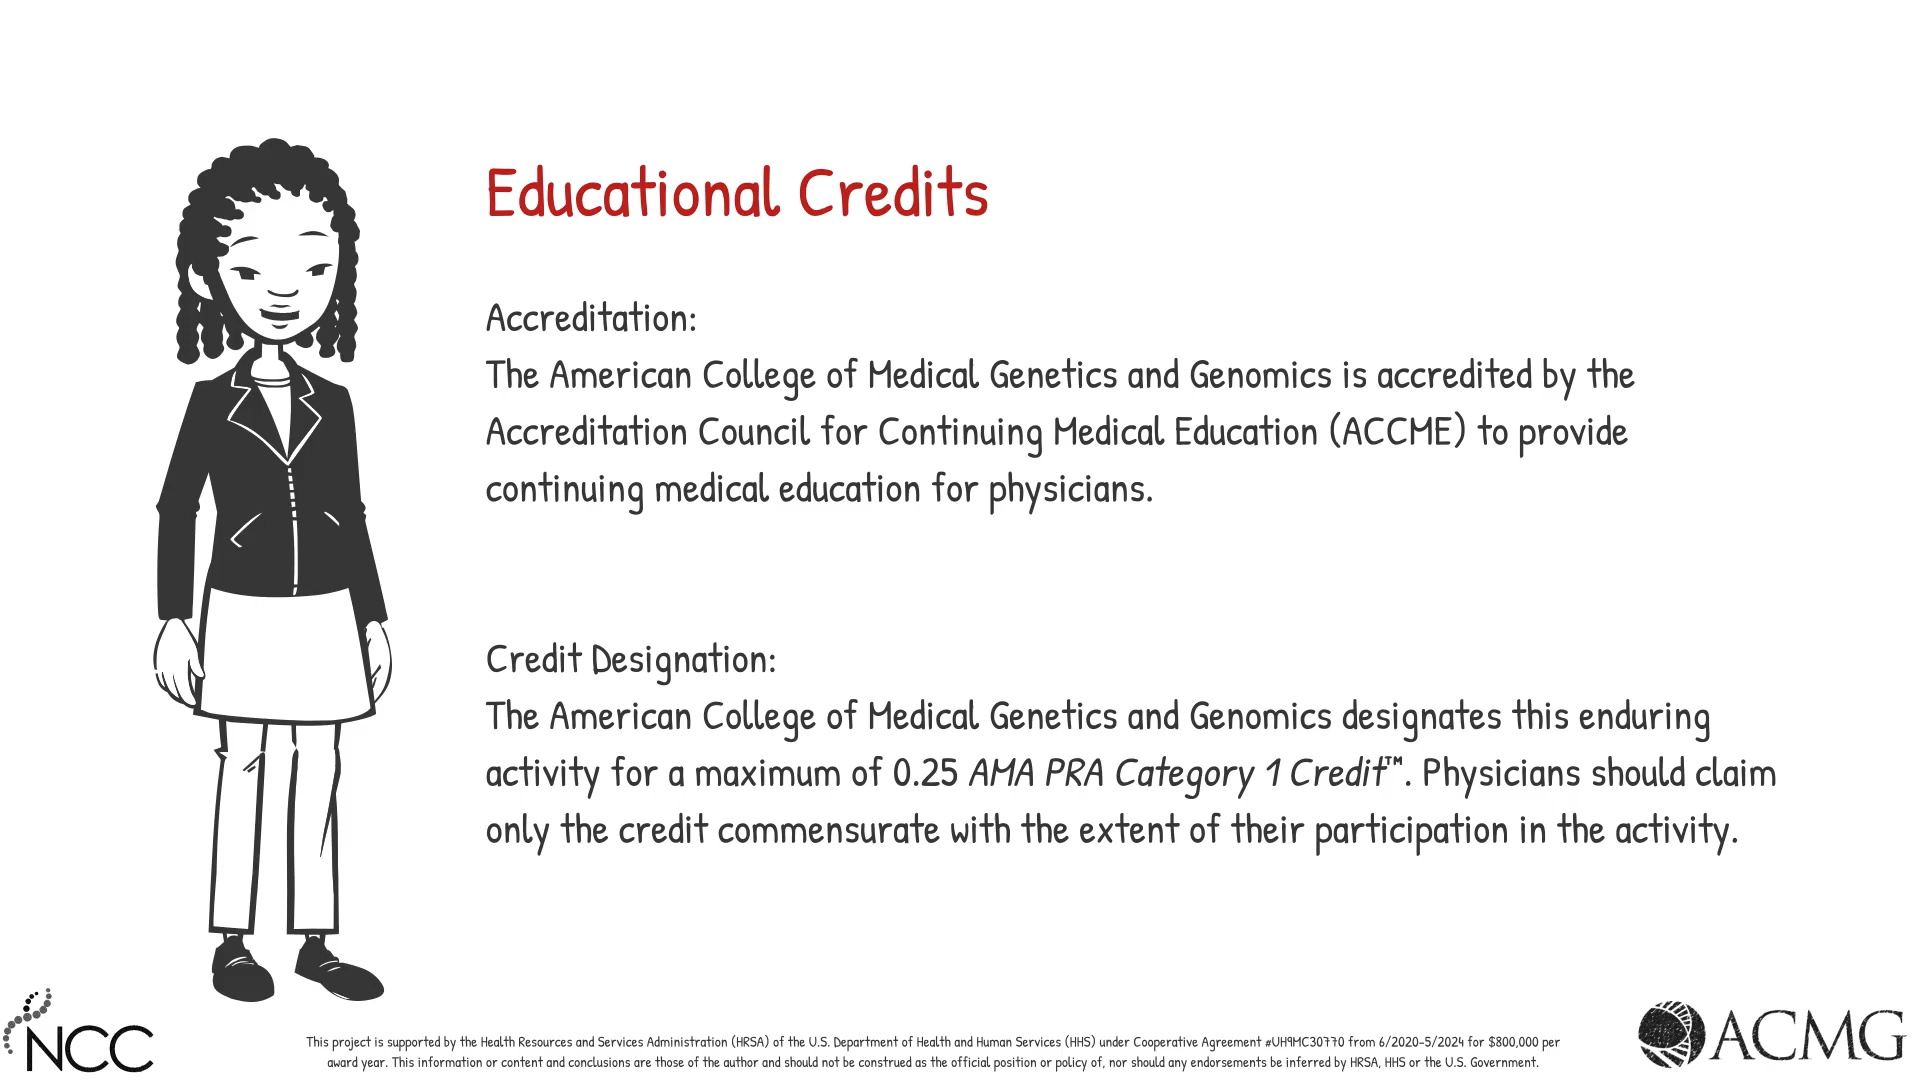 Educational Credits
Accreditation:
The American College of Medical Genetics and Genomics is accredited by the
Accreditation Council for Continuing Medical Education (ACCME) to provide
continuing medical education for physicians.
Credit Designation:
The American College of Medical Genetics and Genomics designates this enduring
activity for a maximum of 0.25 AMA PRA Category 1 Credit™. Physicians should claim
only the credit commensurate with the extent of their participation in the activity.
NCC
This project is supported by the Health Resources and Services Administration (HRSA) of the U.S. Department of Health and Human Services (HHS) under Cooperative Agreement #UH9MC30770 from 6/2020-5/2024 for $800,000 per
award year. This information or content and conclusions are those of the author and should not be construed as the official position or policy of, nor should any endorsements be inferred by HRSA, HHS or the U.S. Government.
ACMG